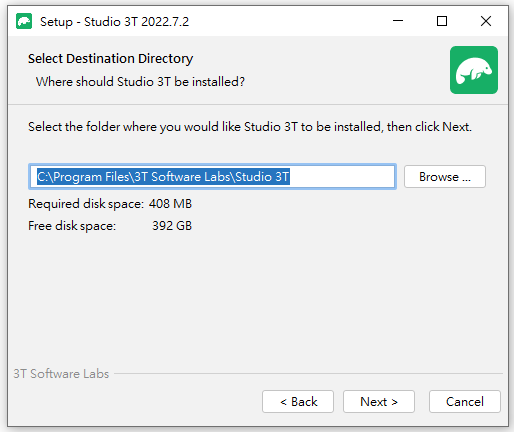 Setup - Studio 3T 2022.7.2
Select Destination Directory
Where should Studio 3T be installed?
Select the folder where you would like Studio 3T to be installed, then click Next.
C:\Program Files\3T Software Labs\Studio 3T
Browse ...
Required disk space: 408 MB
Free disk space: 392 GB
3T Software Labs
< Back
Next >
Cancel